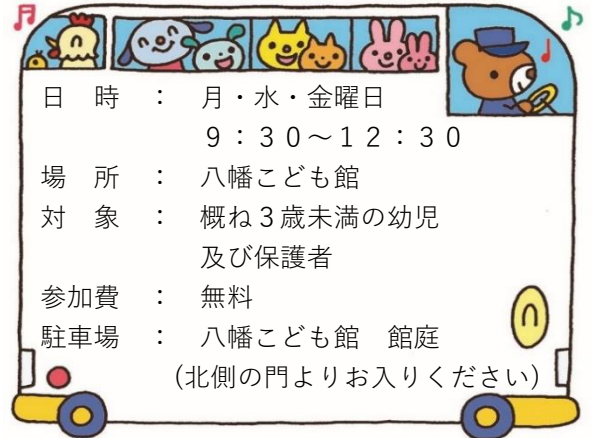 日　時　：　月・水・金曜日
９：３０～１２：３０
場　所　：　八幡こども館
対　象　：　概ね３歳未満の幼児
及び保護者
参加費　：　無料
駐車場　：　八幡こども館　館庭
（北側の門よりお入りください）